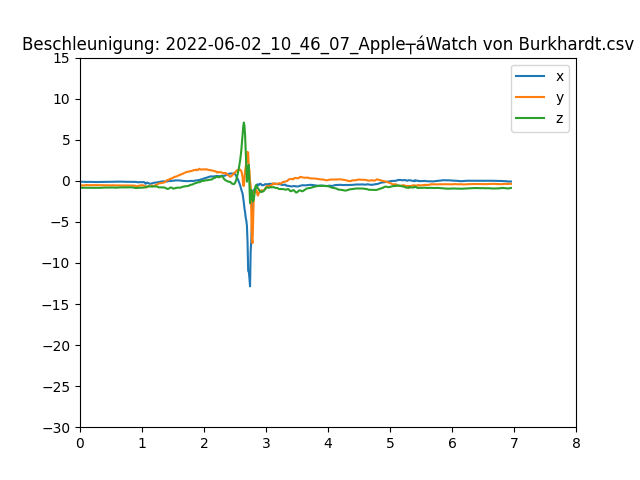 Beschleunigung: 2022-06-02_10_46_07_Apple┬áWatch von Burkhardt.csv
15
10
5
0
−5
−10
−15
−20
−25
−30
0 1 2 3 4 5 6 7 8
x
y
z